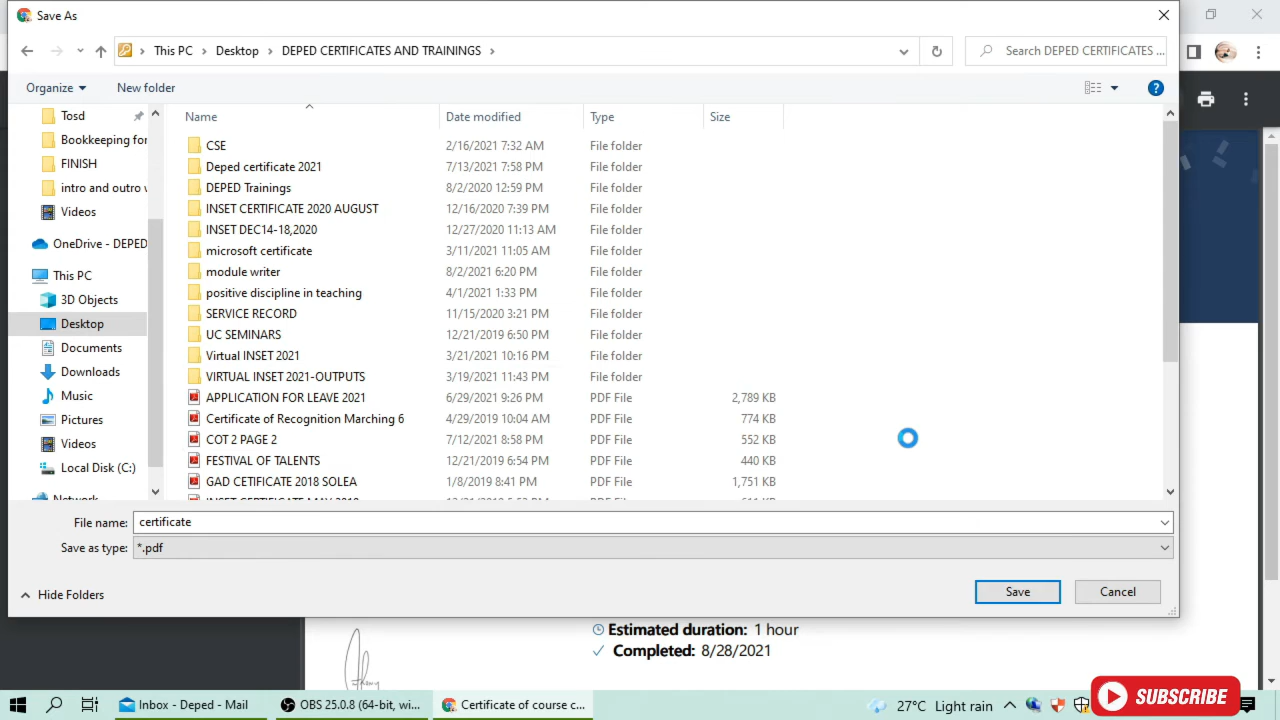 Save As
This PC > Desktop > DEPED CERTIFICATES AND TRAININGS >
Search DEPED CERTIFICATES ...
Organize
New folder
Tosd
Bookkeeping for
FINISH
intro and outro v
Videos
OneDrive - DEPED
This PC
3D Objects
Desktop
Documents
Downloads
Music
Pictures
Videos
Local Disk (C:)
Network
Name Date modified Type Size
CSE 2/16/2021 7:32 AM File folder
Deped certificate 2021 7/13/2021 7:58 PM File folder
DEPED Trainings 8/2/2020 12:59 PM File folder
INSET CERTIFICATE 2020 AUGUST 12/16/2020 7:39 PM File folder
INSET DEC14-18,2020 12/27/2020 11:13 AM File folder
microsoft certificate 3/11/2021 11:05 AM File folder
module writer 8/2/2021 6:20 PM File folder
positive discipline in teaching 4/1/2021 1:33 PM File folder
SERVICE RECORD 11/15/2020 3:21 PM File folder
UC SEMINARS 12/21/2019 6:50 PM File folder
Virtual INSET 2021 3/21/2021 10:16 PM File folder
VIRTUAL INSET 2021-OUTPUTS 3/19/2021 11:43 PM File folder
APPLICATION FOR LEAVE 2021 6/29/2021 9:26 PM PDF File 2,789 KB
Certificate of Recognition Marching 6 4/29/2019 10:04 AM PDF File 774 KB
COT 2 PAGE 2 7/12/2021 8:58 PM PDF File 552 KB
FESTIVAL OF TALENTS 12/21/2019 6:54 PM PDF File 440 KB
GAD CETIFICATE 2018 SOLEA 1/8/2019 8:41 PM PDF File 1,751 KB
File name: certificate
Save as type: *.pdf
Hide Folders
Save
Cancel
Estimated duration: 1 hour
Completed: 8/28/2021
Inbox - Deped - Mail
OBS 25.0.8 (64-bit, wi...
Certificate of course c...
27°C Light rain
SUBSCRIBE